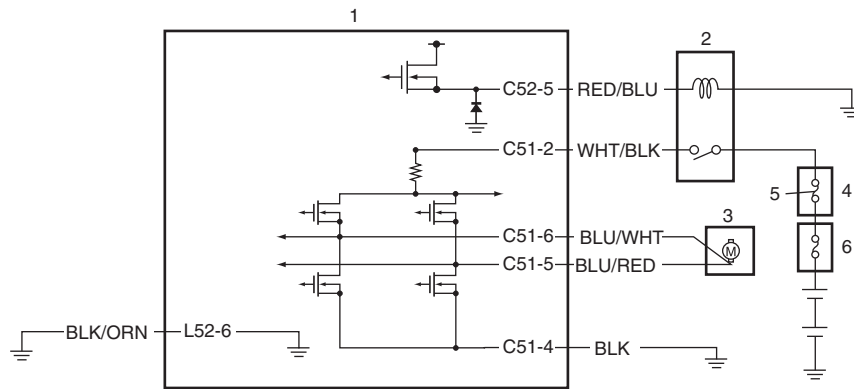 1
2
C52-5 RED/BLU
C51-2 WHT/BLK
5 4
3
C51-6 BLU/WHT
M
6
C51-5 BLU/RED
BLK/ORN L52-6
C51-4 BLK